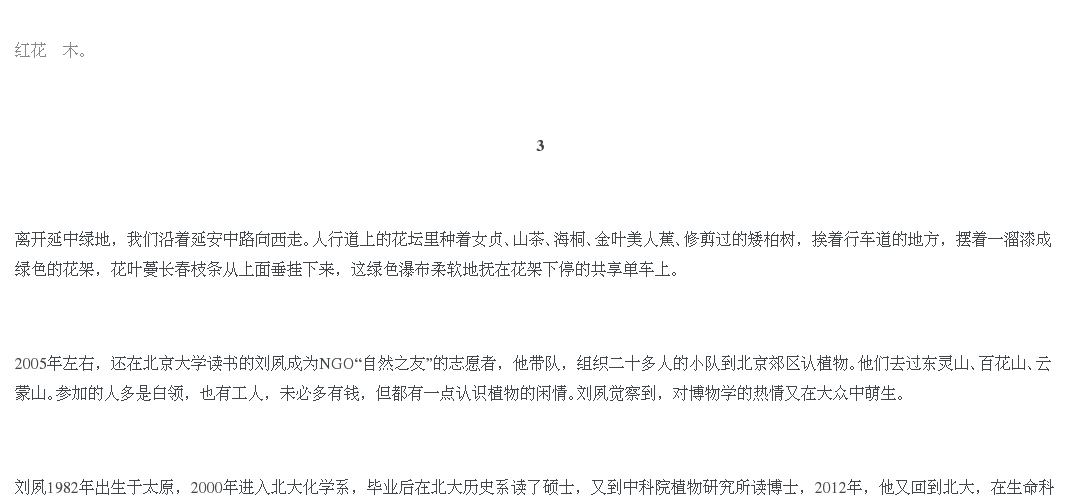 红花　木。
3
离开延中绿地，我们沿着延安中路向西走。人行道上的花坛里种着女贞、山茶、海桐、金叶美人蕉、修剪过的矮柏树，挨着行车道的地方，摆着一溜漆成
绿色的花架，花叶蔓长春枝条从上面垂挂下来，这绿色瀑布柔软地抚在花架下停的共享单车上。
2005年左右，还在北京大学读书的刘夙成为NGO“自然之友”的志愿者，他带队，组织二十多人的小队到北京郊区认植物。他们去过东灵山、百花山、云
蒙山。参加的人多是白领，也有工人，未必多有钱，但都有一点认识植物的闲情。刘夙觉察到，对博物学的热情又在大众中萌生。
刘夙1982年出生于太原，2000年进入北大化学系，毕业后在北大历史系读了硕士，又到中科院植物研究所读博士，2012年，他又回到北大，在生命科